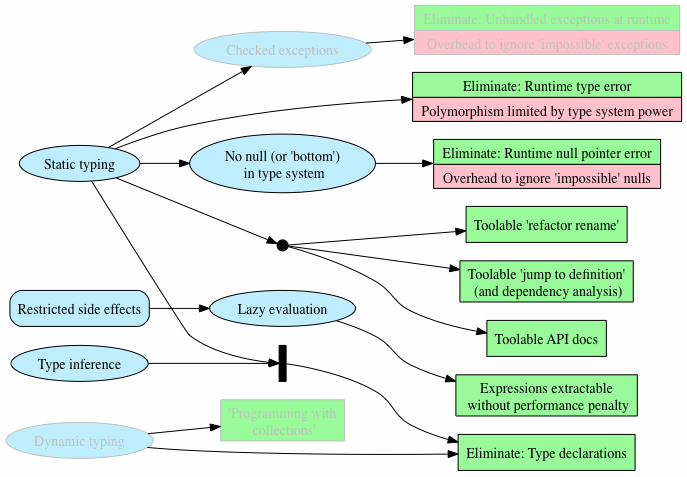 Checked exceptions
Eliminate: Unhandled exceptions at runtime
Overhead to ignore 'impossible' exceptions
Eliminate: Runtime type error
Polymorphism limited by type system power
Static typing
No null (or 'bottom')
in type system
Eliminate: Runtime null pointer error
Overhead to ignore 'impossible' nulls
Toolable 'refactor rename'
Toolable 'jump to definition'
(and dependency analysis)
Restricted side effects
Lazy evaluation
Toolable API docs
Type inference
Expressions extractable
without performance penalty
'Programming with
collections'
Dynamic typing
Eliminate: Type declarations